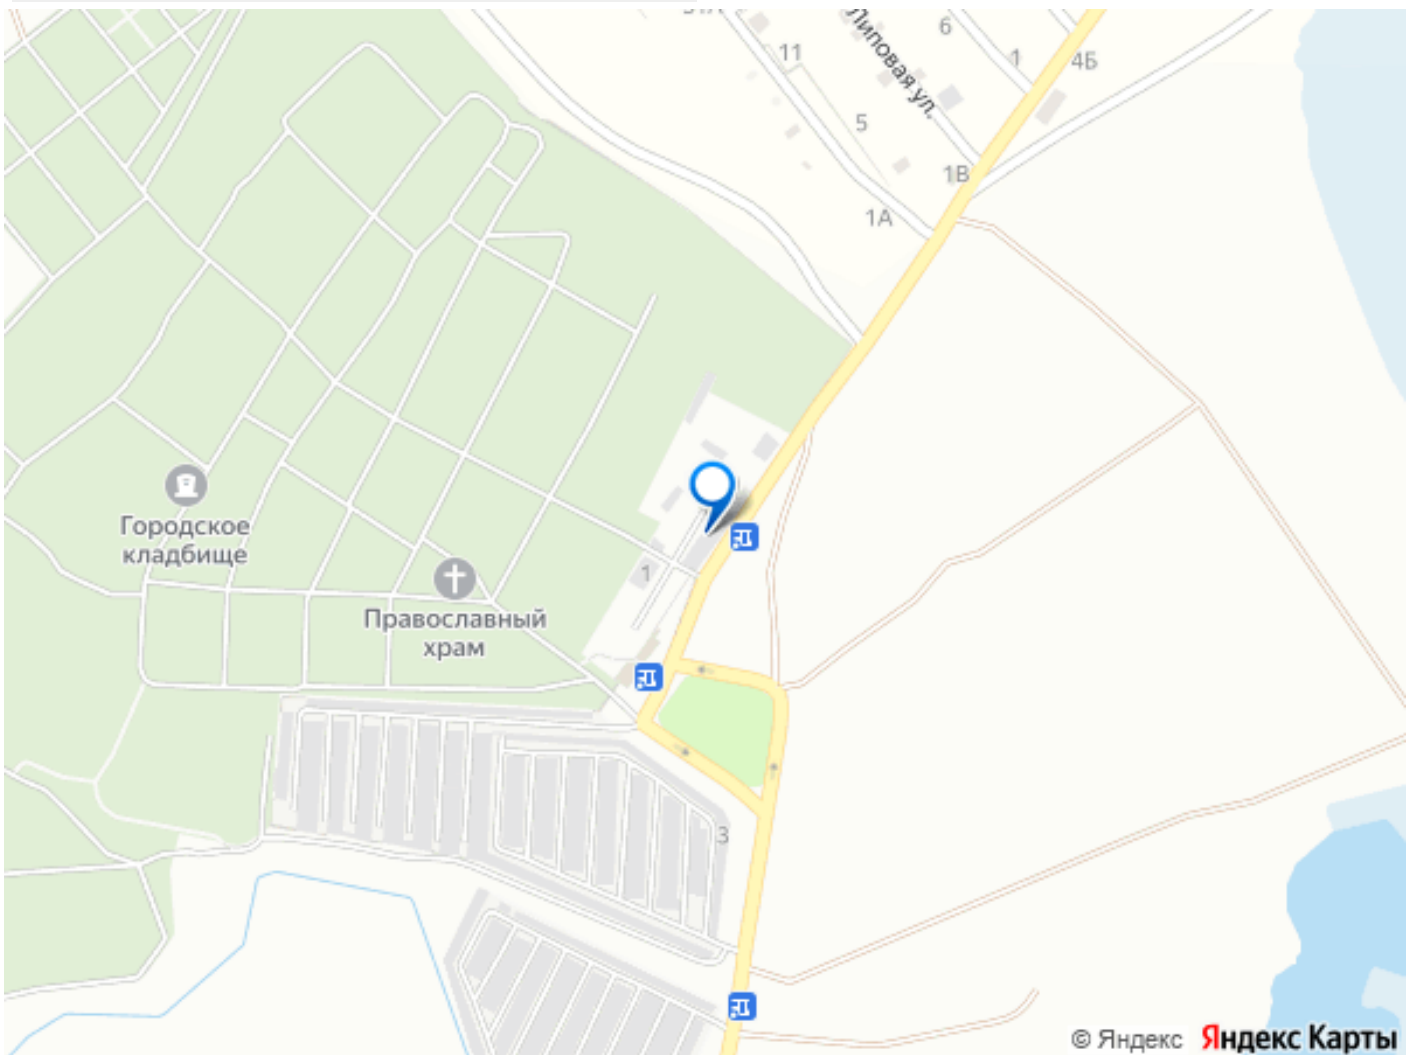 6
11
1
4Б
Липовая ул.
5
1В
1А
Городское
кладбище
1
Православный
храм
3
© Яндекс Яндекс Карты